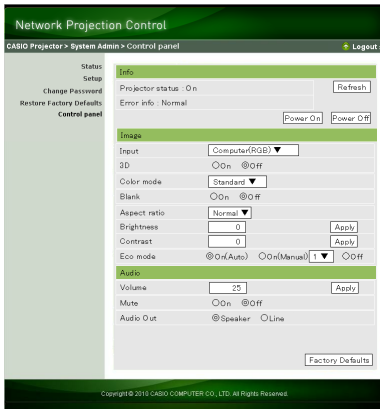 Network Projection Control
CASIO Projector > System Admin > Control panel
Logout
Status
Setup
Change Password
Restore Factory Defaults
Control panel
Info
Projector status : On
Refresh
Error info : Normal
Power On Power Off
Image
Input Computer(RGB) ▼
3D On Off
Color mode Standard ▼
Blank On Off
Aspect ratio Normal ▼
Brightness 0 Apply
Contrast 0 Apply
Eco mode On(Auto) On(Manual) 1 ▼ Off
Audio
Volume 25 Apply
Mute On Off
Audio Out Speaker Line
Factory Defaults
Copyright © 2010 CASIO COMPUTER CO., LTD. All Rights Reserved.